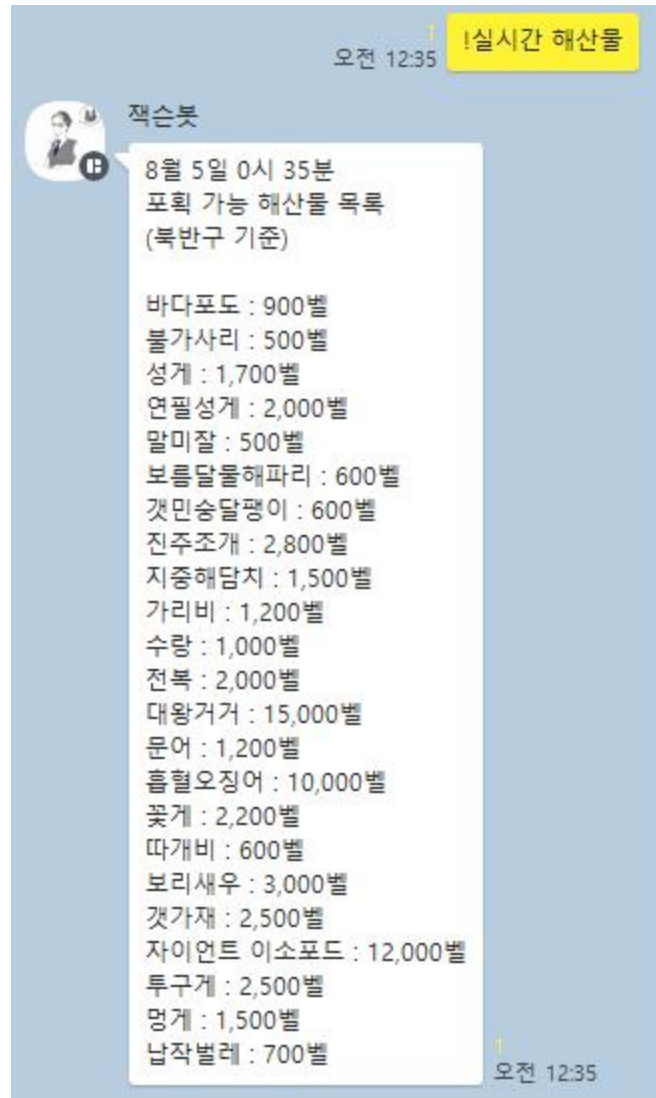 !실시간 해산물
1
오전 12:35
잭슨봇
8월 5일 0시 35분
포획 가능 해산물 목록
(북반구 기준)
바다포도 : 900벨
불가사리 : 500벨
성게 : 1,700벨
연필성게 : 2,000벨
말미잘 : 500벨
보름달물해파리 : 600벨
갯민숭달팽이 : 600벨
진주조개 : 2,800벨
지중해담치 : 1,500벨
가리비 : 1,200벨
수랑 : 1,000벨
전복 : 2,000벨
대왕거거 : 15,000벨
문어 : 1,200벨
흡혈오징어 : 10,000벨
꽃게 : 2,200벨
따개비 : 600벨
보리새우 : 3,000벨
갯가재 : 2,500벨
자이언트 이소포드 : 12,000벨
투구게 : 2,500벨
멍게 : 1,500벨
납작벌레 : 700벨
1
오전 12:35